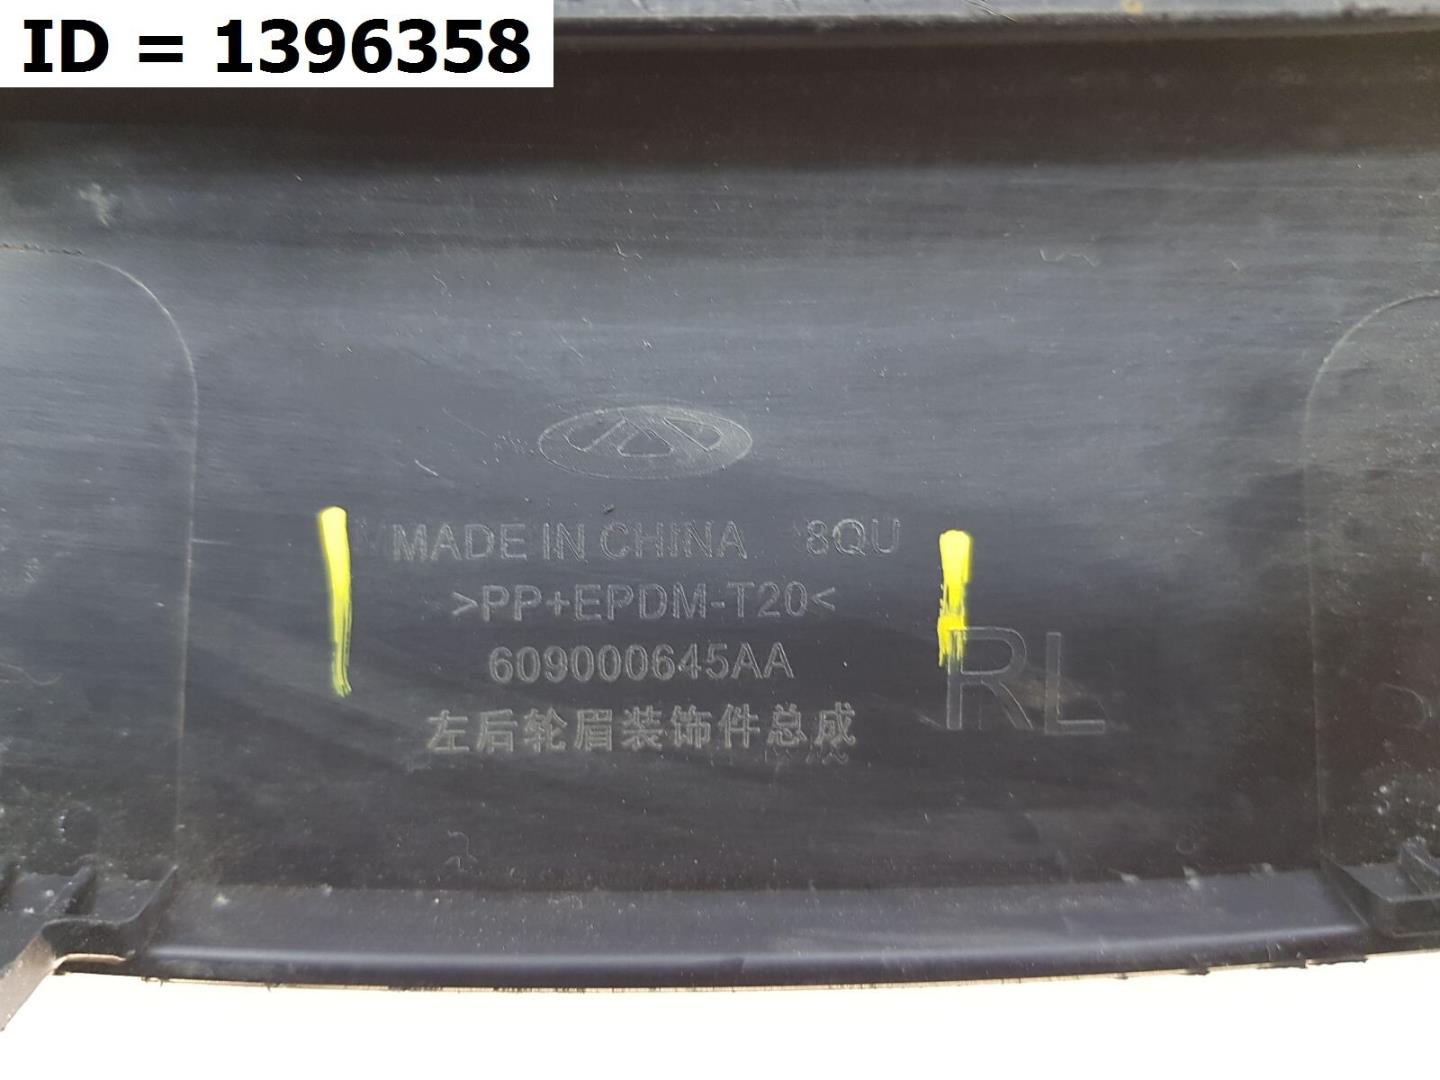 ID = 1396358
MADE IN CHINA 8QU
>PP+EPDM-T20<
609000645AA
RL
左后轮眉装饰件总成